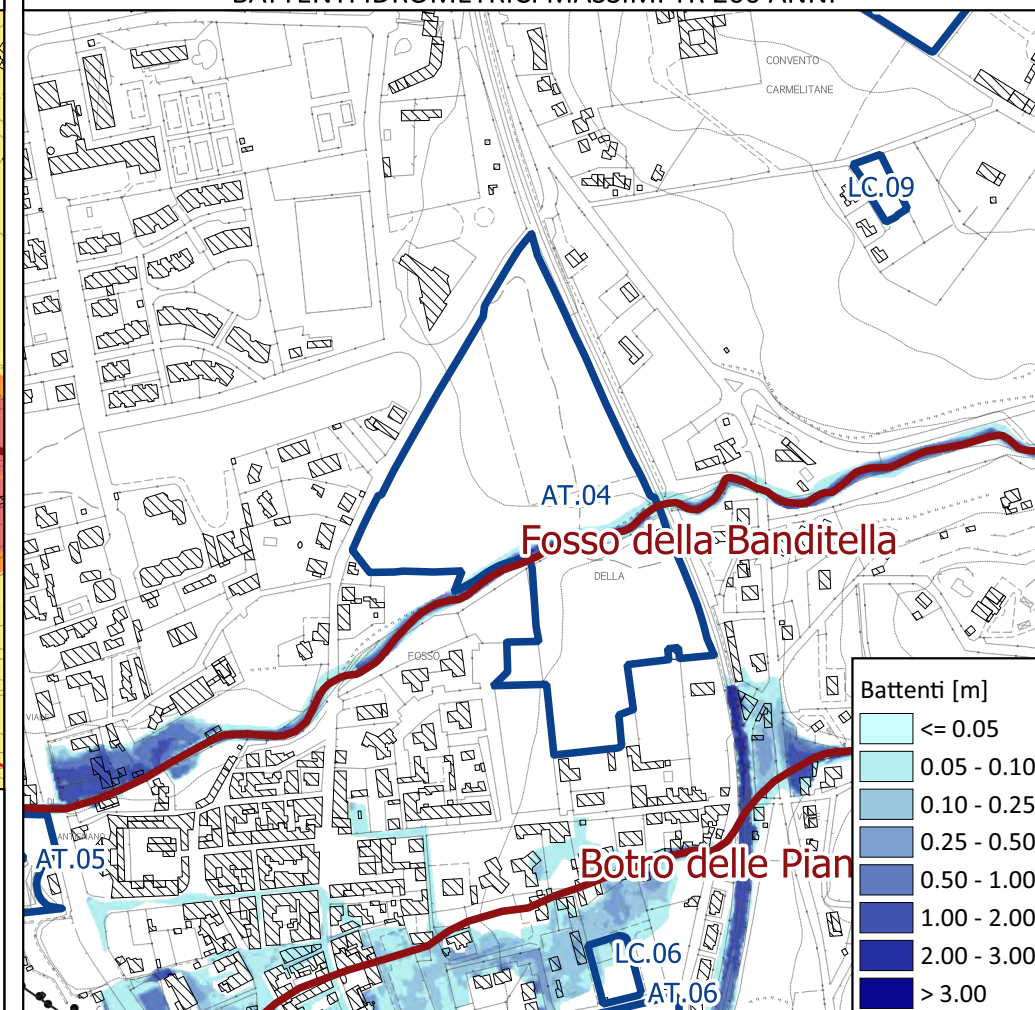 CONVENTO
CARMELITANE
LC.09
AT.04
Fosso della Banditella
DELLA
FOSSO
Battenti [m]
<= 0.05
0.05 - 0.10
0.10 - 0.25
0.25 - 0.50
0.50 - 1.00
1.00 - 2.00
2.00 - 3.00
> 3.00
AT.05
Botro delle Pian
LC.06
AT.06